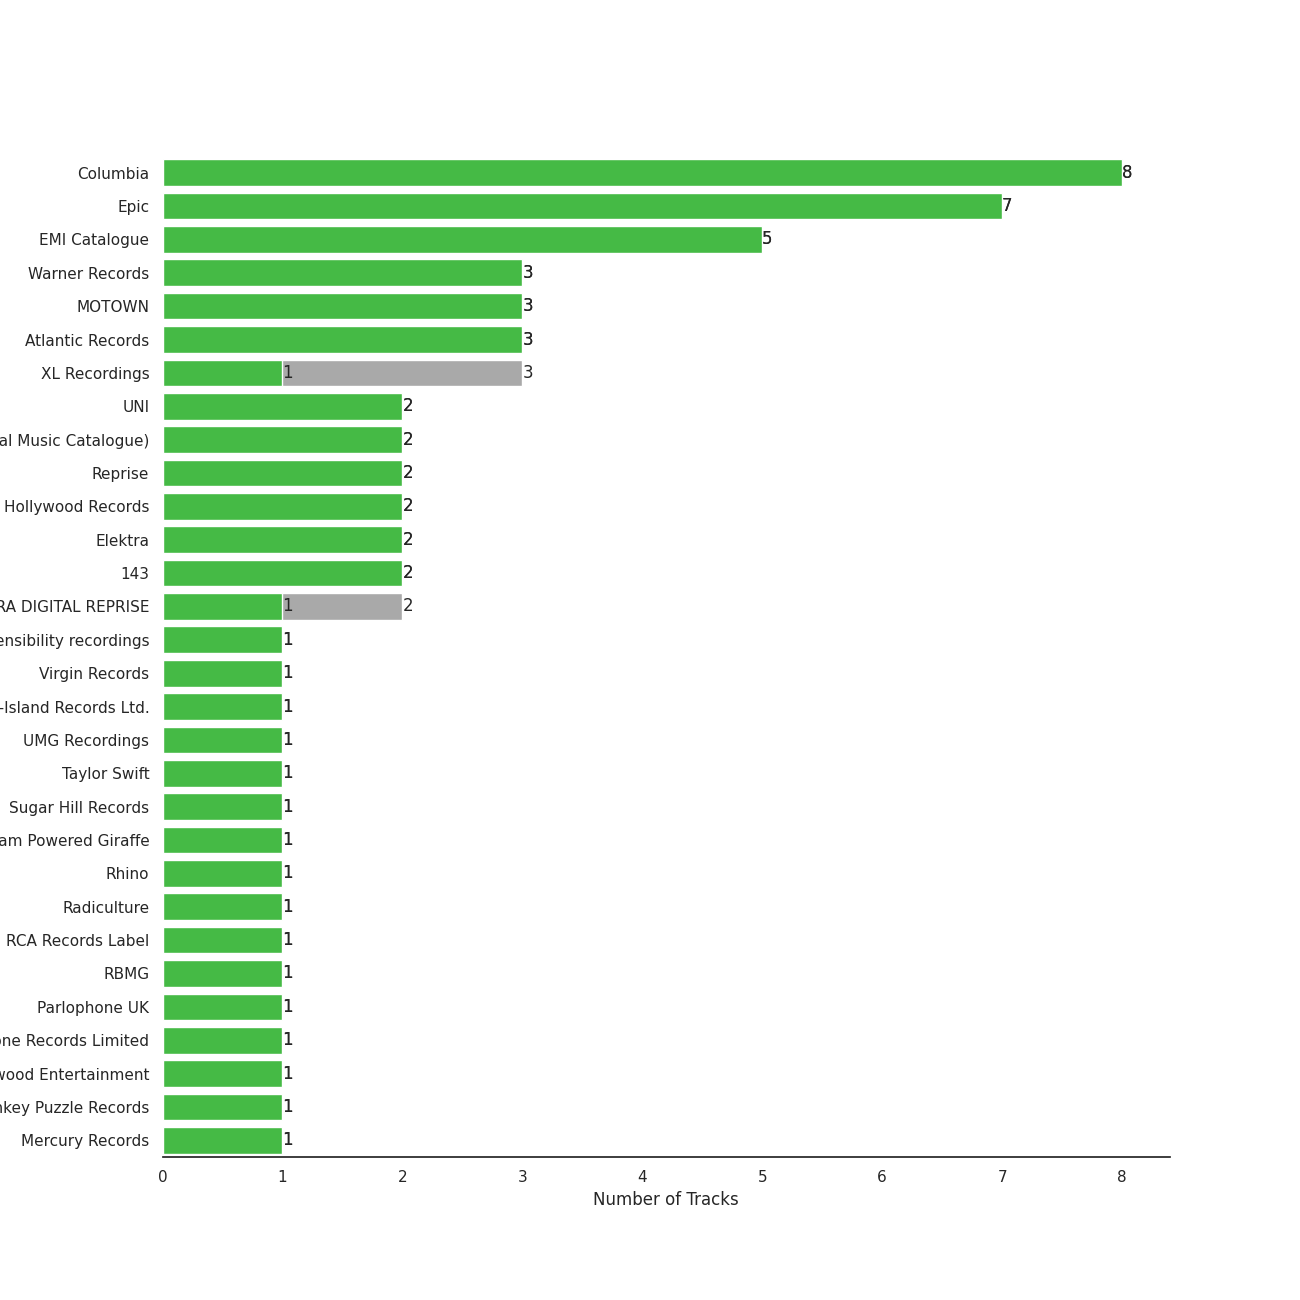 Columbia 8
Epic 7
EMI Catalogue 5
Warner Records 3
MOTOWN 3
Atlantic Records 3
XL Recordings 1 3
UNI 2
al Music Catalogue) 2
Reprise 2
Hollywood Records 2
Elektra 2
143 2
RA DIGITAL REPRISE 1 2
ensibility recordings 1
Virgin Records 1
-Island Records Ltd. 1
UMG Recordings 1
Taylor Swift 1
Sugar Hill Records 1
am Powered Giraffe 1
Rhino 1
Radiculture 1
RCA Records Label 1
RBMG 1
Parlophone UK 1
one Records Limited 1
wood Entertainment 1
key Puzzle Records 1
Mercury Records 1
0 1 2 3 4 5 6 7 8
Number of Tracks